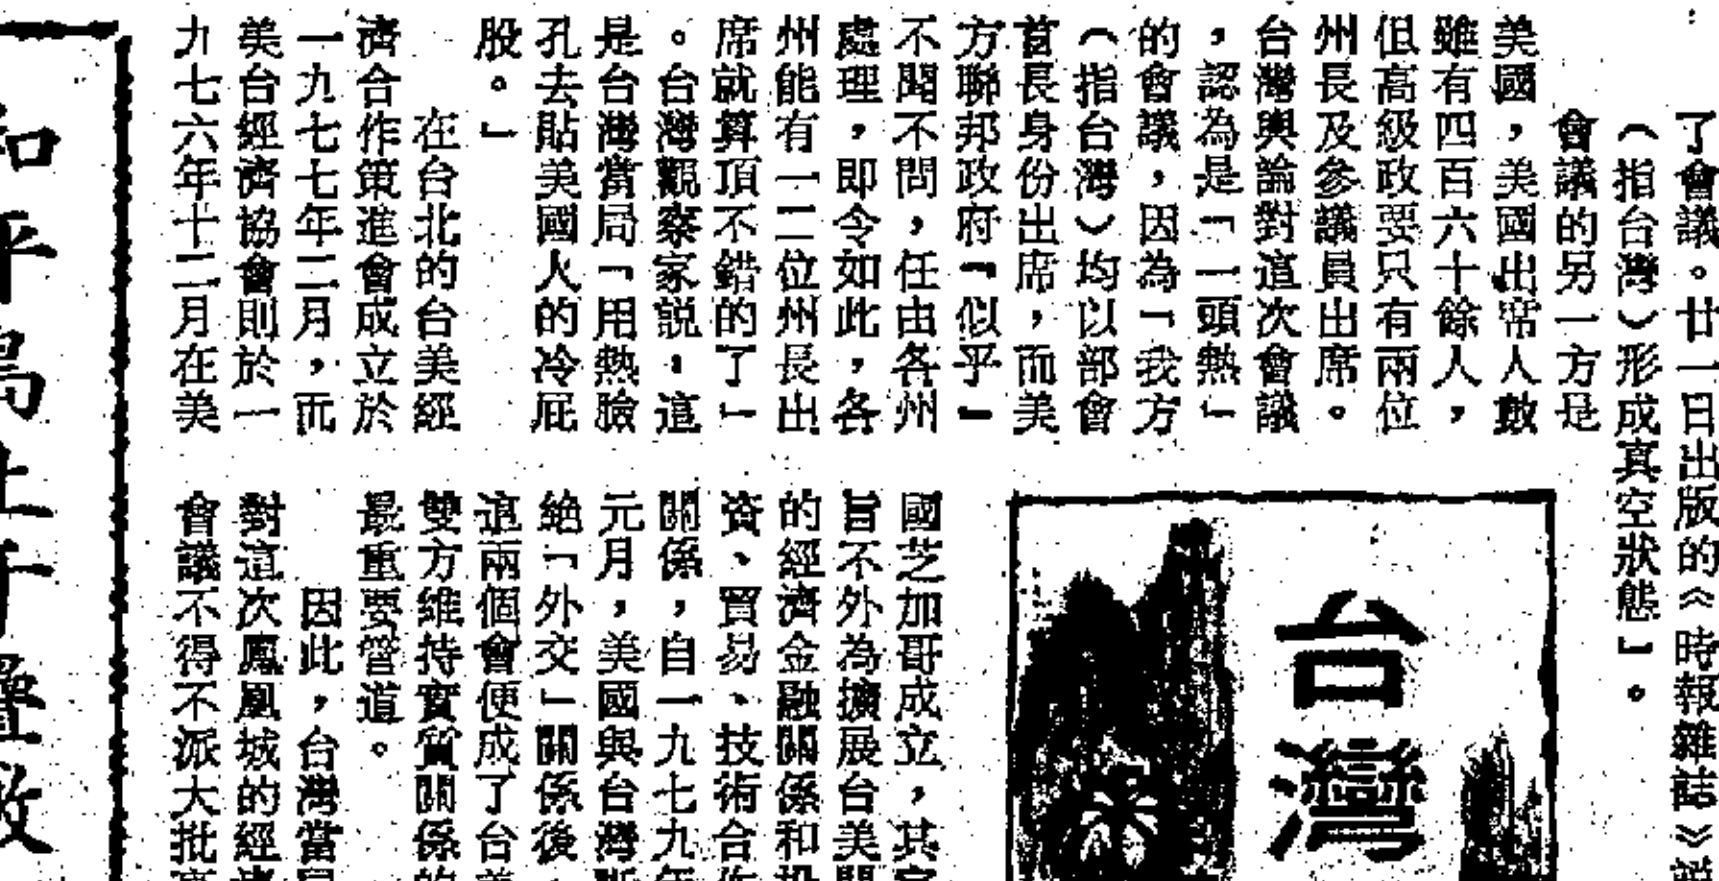 了會議。廿一日出版的《時報雜誌》説
（指台灣）形成真空狀態」。
會議的另一方是
美國，美國出席人數
雖有四百六十餘人，
但高級政要只有兩位
州長及參議員出席。
台灣輿論對這次會議
，認為是「一頭熱」
的會議，因為「我方
（指台灣）均以部會
首長身份出席，而美
方聯邦政府『似乎』
不聞不問，任由各州
處理，即令如此，各
州能有一二位州長出
席就算頂不錯的了」
。台灣觀察家説，這
是台灣當局「用熱臉
孔去貼美國人的冷屁
股。」
在台北的台美經
濟合作策進會成立於
一九七七年二月，而
美台經濟協會則於一
九七六年十二月在美
國芝加哥成立，其宗
旨不外為擴展台美間
的經濟金融關係和投
資、貿易、技術合作
關係，自一九七九年
元月，美國與台灣斷
絶「外交」關係後，
這兩個會便成了台美
雙方維持實質關係的
最重要管道。
因此，台灣當局
對這次鳳凰城的經濟
會議不得不派大批
台灣